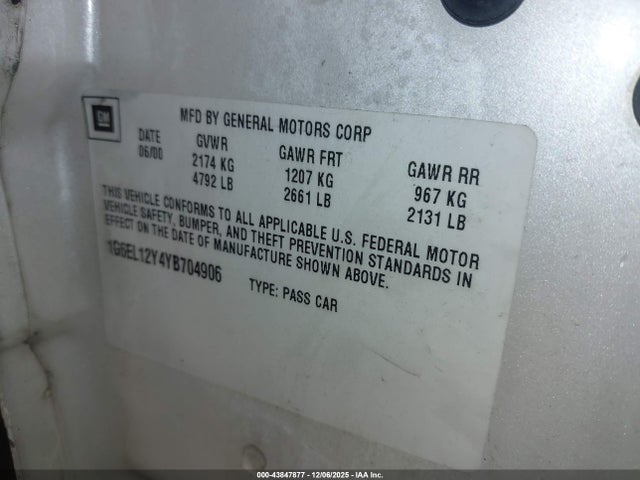 GM
MFD BY GENERAL MOTORS CORP
DATE GVWR GAWR FRT GAWR RR
06/00 2174 KG 1207 KG 967 KG
4792 LB 2661 LB 2131 LB
THIS VEHICLE CONFORMS TO ALL APPLICABLE U.S. FEDERAL MOTOR
VEHICLE SAFETY, BUMPER, AND THEFT PREVENTION STANDARDS IN
EFFECT ON THE DATE OF MANUFACTURE SHOWN ABOVE.
1G6EL12Y4YB704906 TYPE: PASS CAR
000-43847877 - 12/06/2025 - IAA Inc.